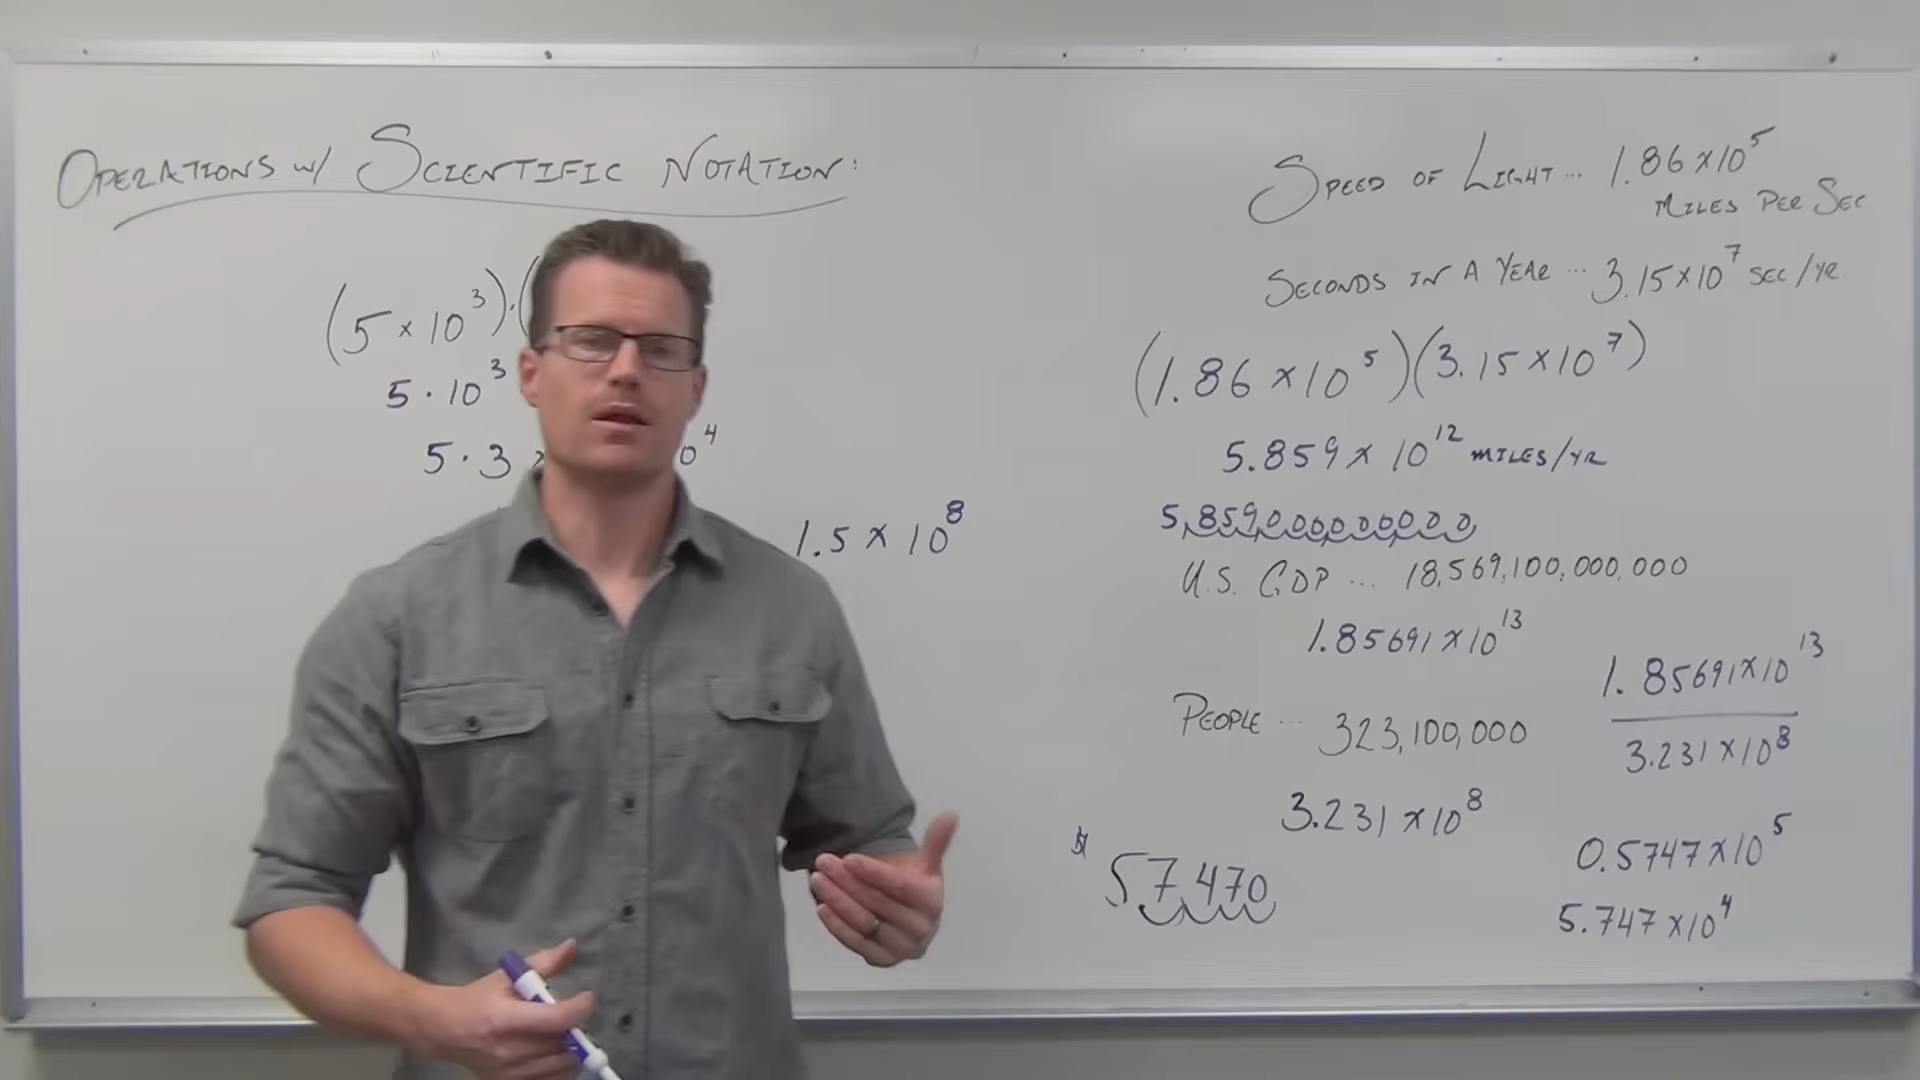 OPERATIONS W/ SCIENTIFIC NOTATION:
(5 × 10³)·(
5 · 10³
5 · 3
0⁴
1.5 × 10⁸
SPEED OF LIGHT... 1.86×10⁵
MILES PER SEC.
SECONDS IN A YEAR ... 3.15×10⁷ SEC/YR.
(1.86 ×10⁵)(3.15×10⁷)
5.859× 10¹² MILES/YR
5,859,000,000,000
U.S. GDP ... 18,569,100,000,000
1.85691×10¹³
PEOPLE ... 323,100,000
3.231 ×10⁸
1.85691×10¹³
3.231 ×10⁸
0.5747×10⁵
5.747 ×10⁴
$ 57,470